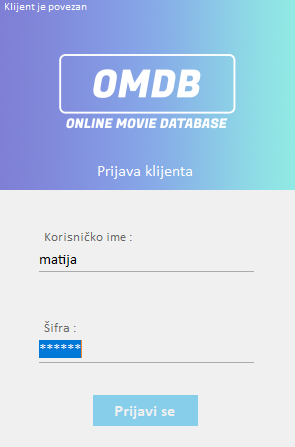 Klijent je povezan
OMDB
ONLINE MOVIE DATABASE
Prijava klijenta
Korisničko ime :
matija
Šifra :
******
Prijavi se